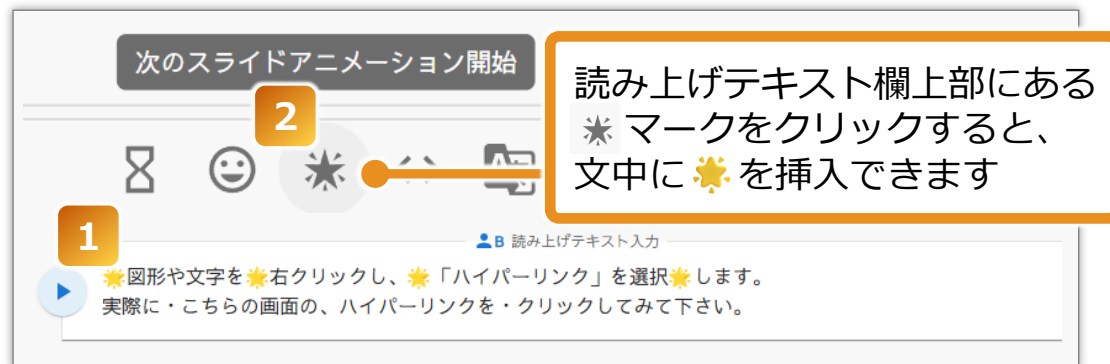 次のスライドアニメーション開始
2
読み上げテキスト欄上部にある
マークをクリックすると、
文中に🌟を挿入できます
1
B 読み上げテキスト入力
🌟図形や文字を🌟右クリックし、🌟「ハイパーリンク」を選択🌟します。
実際に・こちらの画面の、ハイパーリンクを・クリックしてみて下さい。